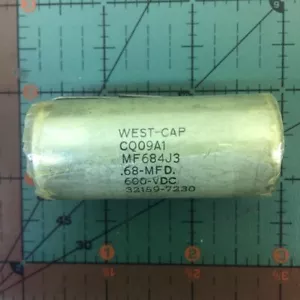 WEST-CAP
CQ09A1
MF684J3
.68-MFD.
600-VDC
32159-7230